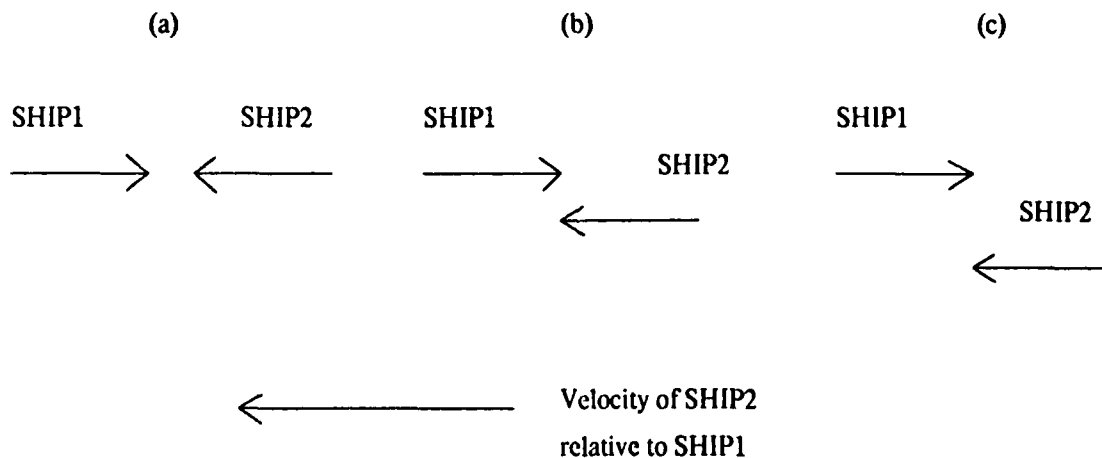 (a) (b) (c)
SHIP1 SHIP2 SHIP1 SHIP1
SHIP2
SHIP2
Velocity of SHIP2
relative to SHIP1